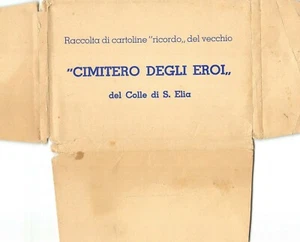 Raccolta di cartoline "ricordo„ del vecchio
"CIMITERO DEGLI EROI„
del Colle di S. Elia